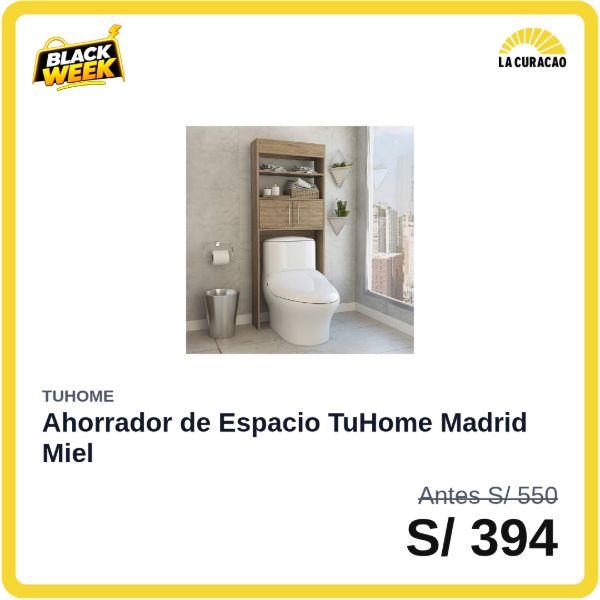 BLACK
WEEK
LA CURACAO
TUHOME
Ahorrador de Espacio TuHome Madrid
Miel
Antes S/ 550
S/ 394